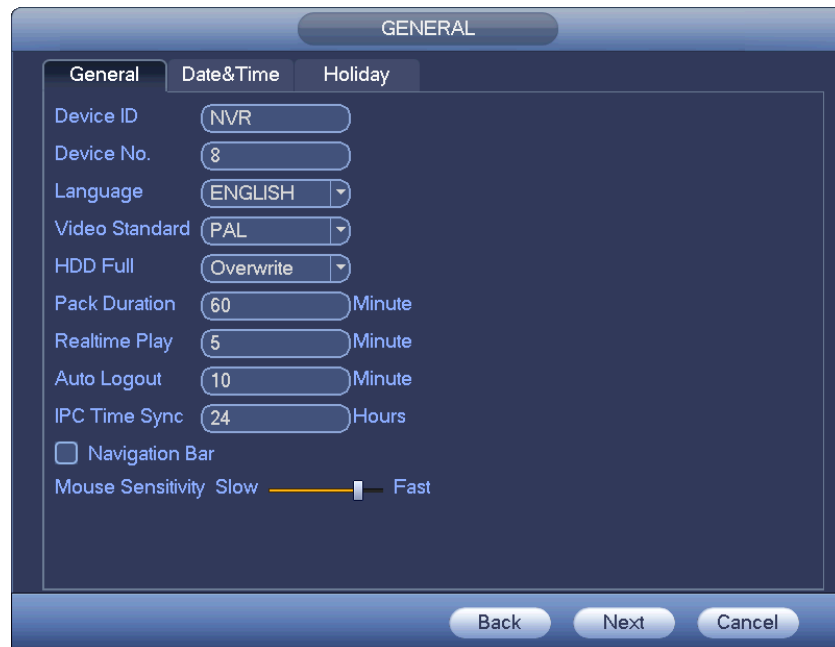 GENERAL
General Date&Time Holiday
Device ID NVR
Device No. 8
Language ENGLISH
Video Standard PAL
HDD Full Overwrite
Pack Duration 60 Minute
Realtime Play 5 Minute
Auto Logout 10 Minute
IPC Time Sync 24 Hours
Navigation Bar
Mouse Sensitivity Slow Fast
Back Next Cancel